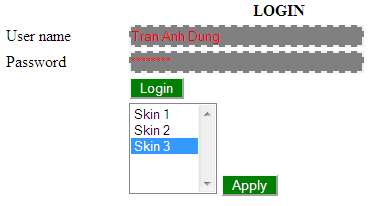 LOGIN
User name Tran Anh Dung
Password ********
Login
Skin 1
Skin 2
Skin 3
Apply